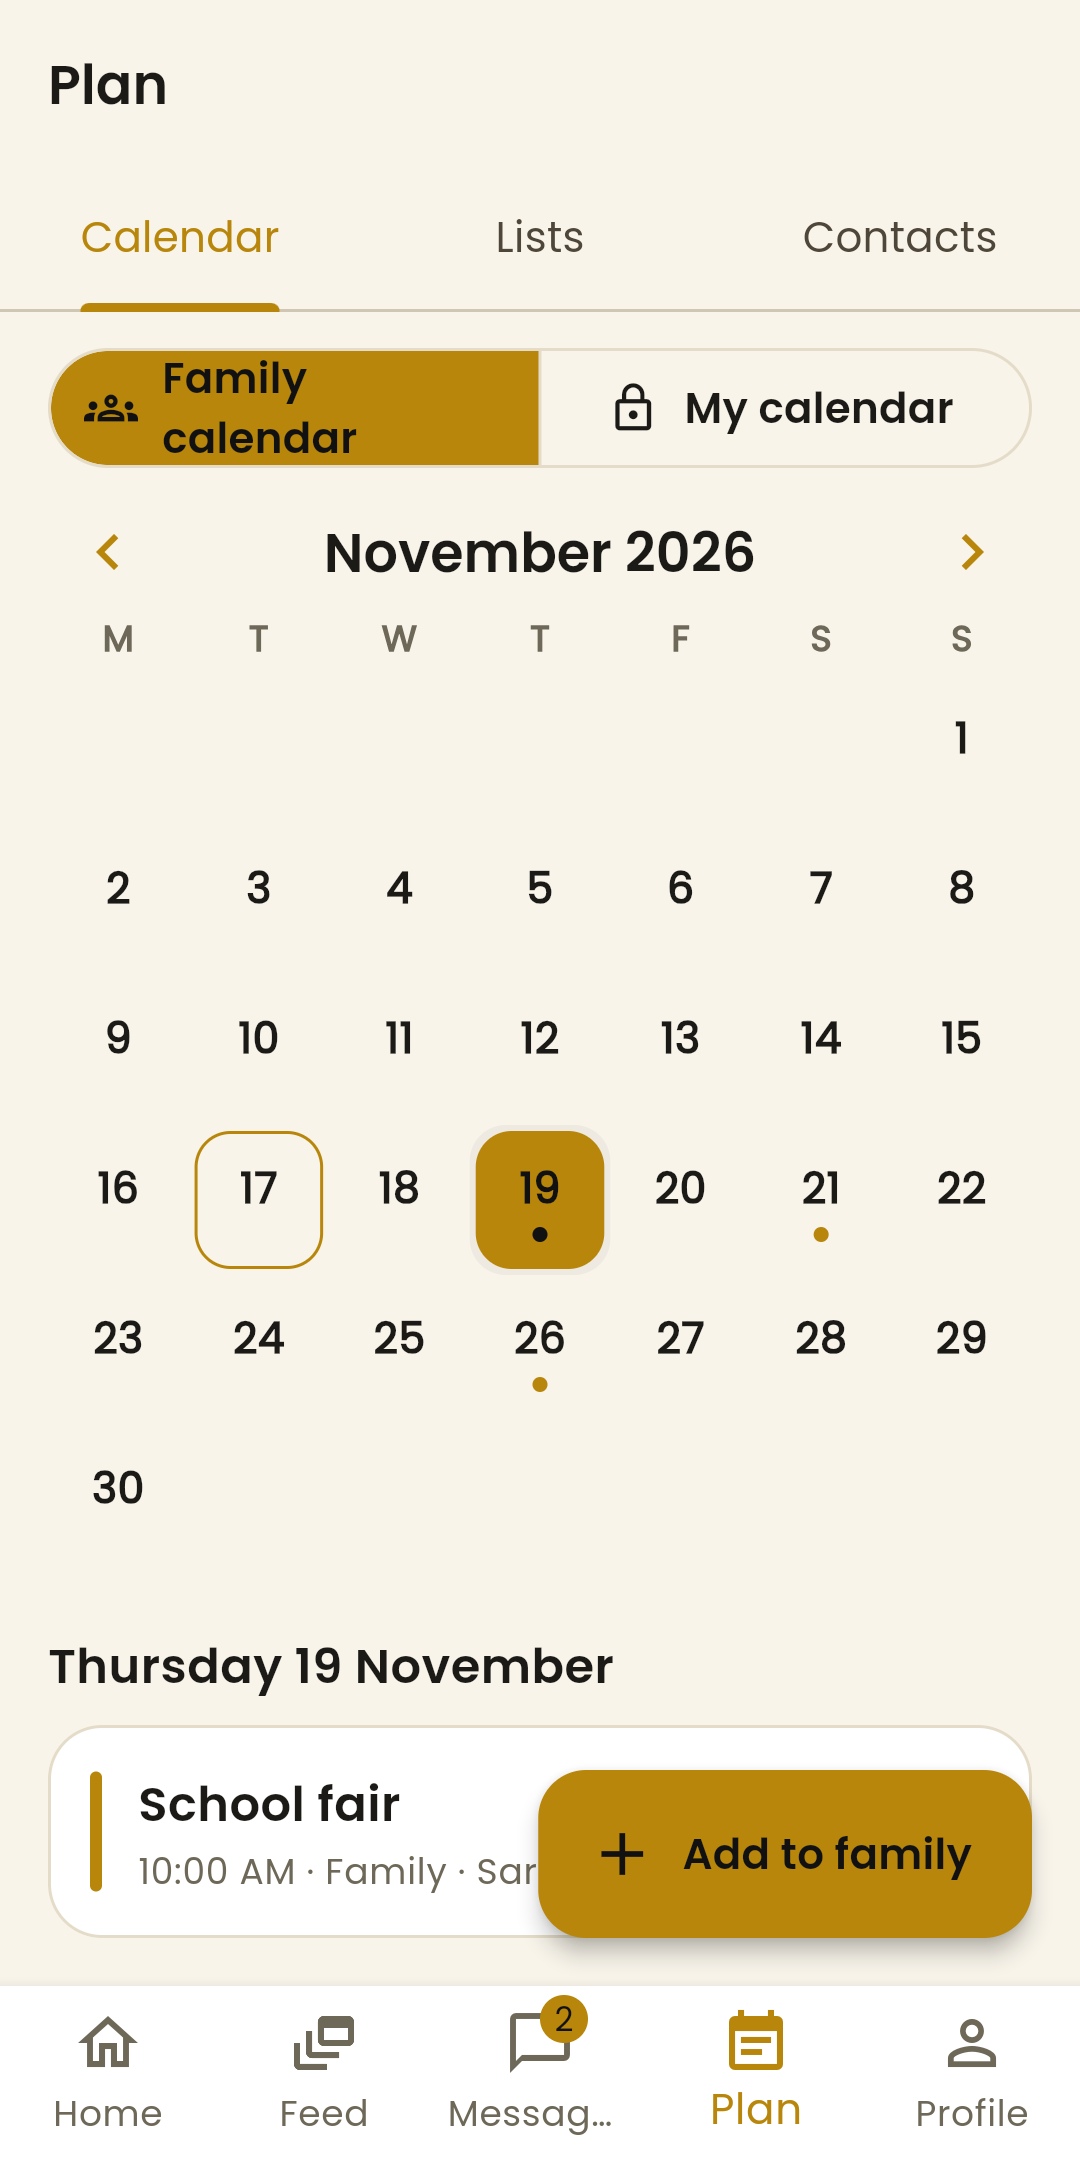 Plan
Calendar Lists Contacts
Family
calendar
My calendar
November 2026
M T W T F S S
1
2 3 4 5 6 7 8
9 10 11 12 13 14 15
16 17 18 19 20 21 22
23 24 25 26 27 28 29
30
Thursday 19 November
School fair
10:00 AM · Family ·
Add to family
2
Home Feed Messag... Plan Profile